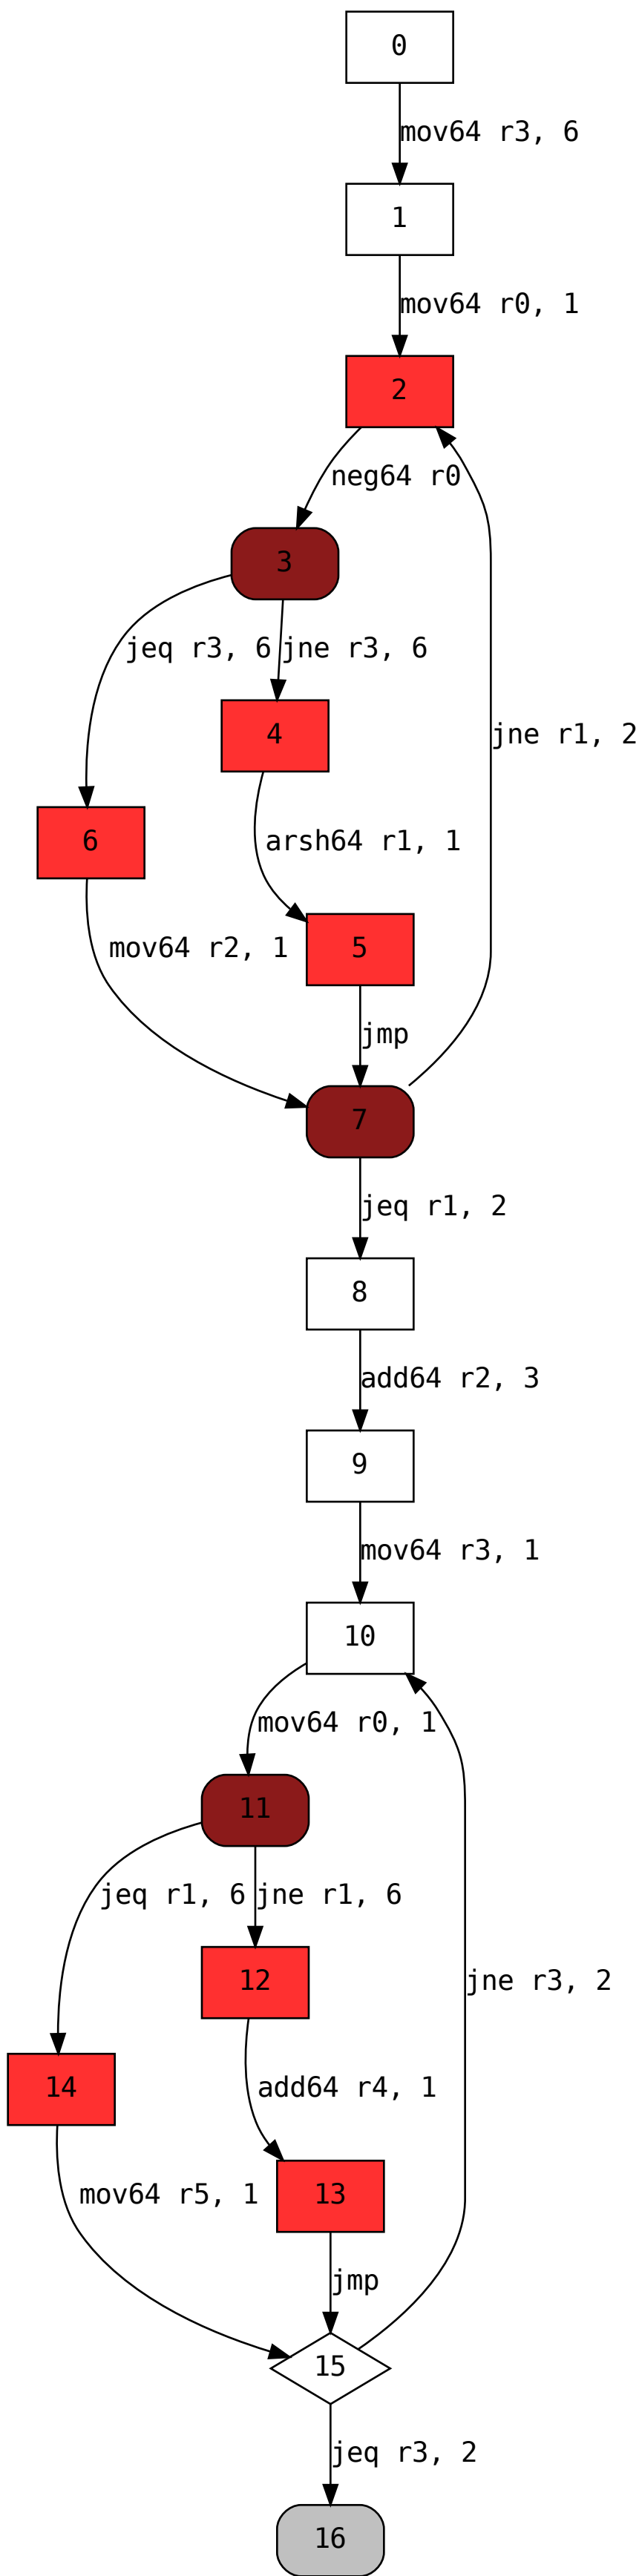 0
mov64 r3, 6
1
mov64 r0, 1
2
neg64 r0
3
jeq r3, 6
jne r3, 6
jne r1, 2
4
6
arsh64 r1, 1
5
mov64 r2, 1
jmp
7
jeq r1, 2
8
add64 r2, 3
9
mov64 r3, 1
10
mov64 r0, 1
11
jeq r1, 6
jne r1, 6
12
jne r3, 2
14
add64 r4, 1
13
mov64 r5, 1
jmp
15
jeq r3, 2
16